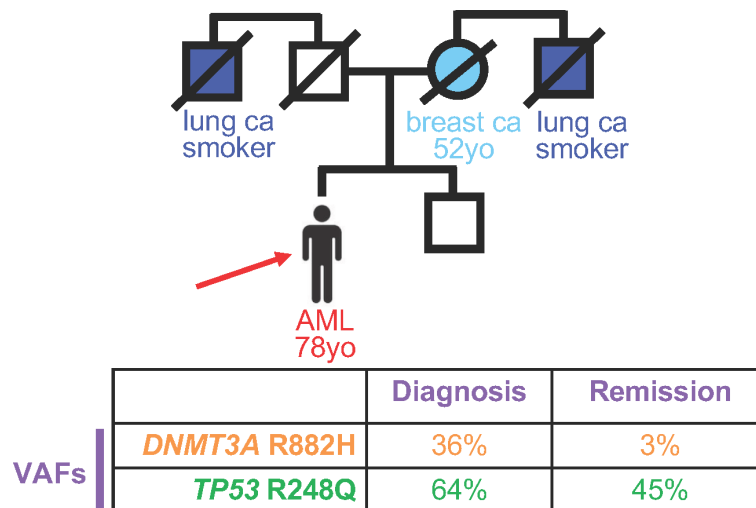 lung ca
smoker
breast ca
52yo
lung ca
smoker
AML
78yo
Diagnosis Remission
VAFs
DNMT3A R882H 36% 3%
TP53 R248Q 64% 45%